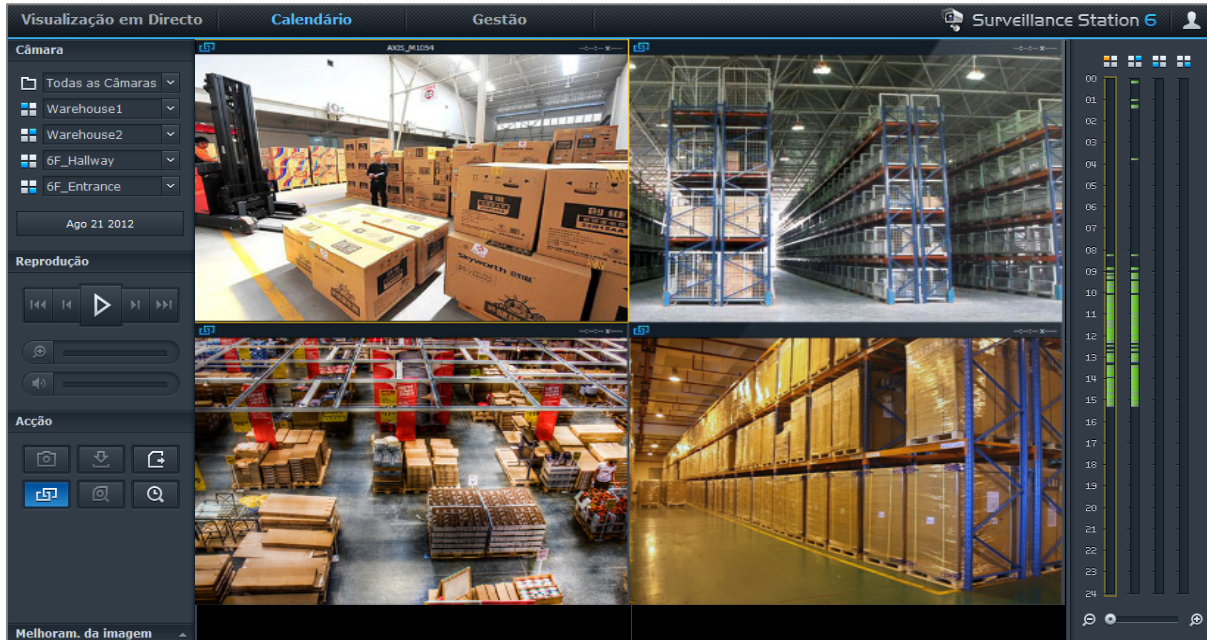 Visualização em Directo
Calendário
Gestão
Surveillance Station 6
Câmara
Todas as Câmaras
Warehouse1
Warehouse2
6F_Hallway
6F_Entrance
Ago 21 2012
Reprodução
Acção
Melhoram. da imagem
AXIS_M1054
Skyworth
00
01
02
03
04
05
06
07
08
09
10
11
12
13
14
15
16
17
18
19
20
21
22
23
24